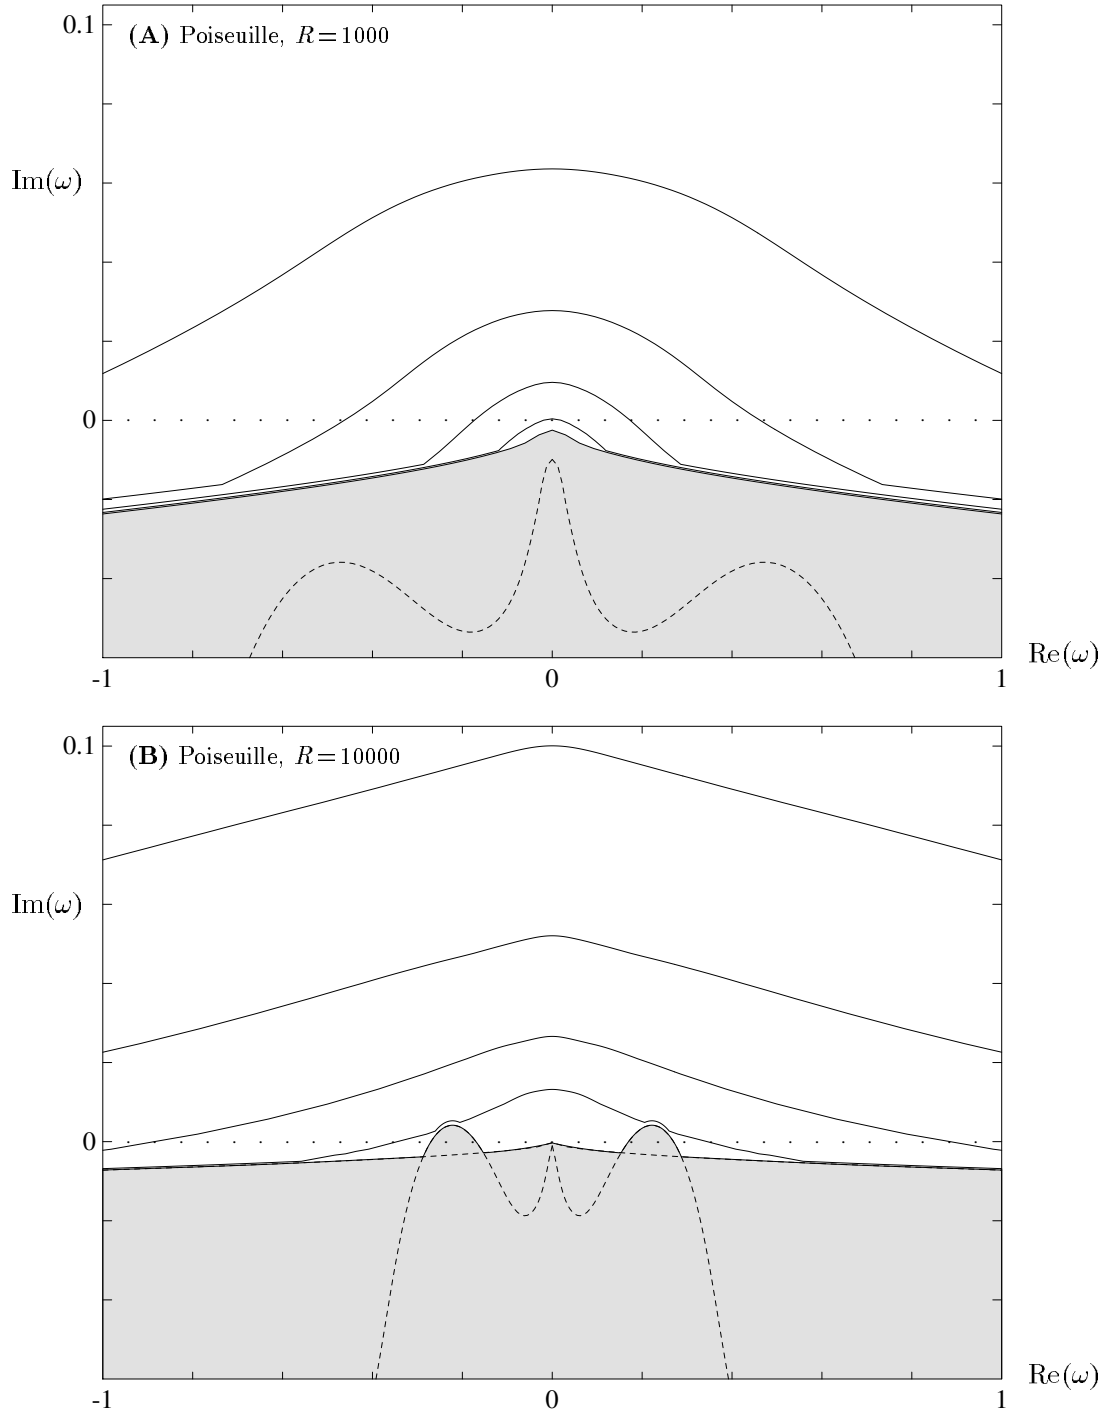 0.1
(A) Poiseuille, R=1000
Im(ω)
0
Re(ω)
-1 0 1
0.1
(B) Poiseuille, R=10000
Im(ω)
0
Re(ω)
-1 0 1